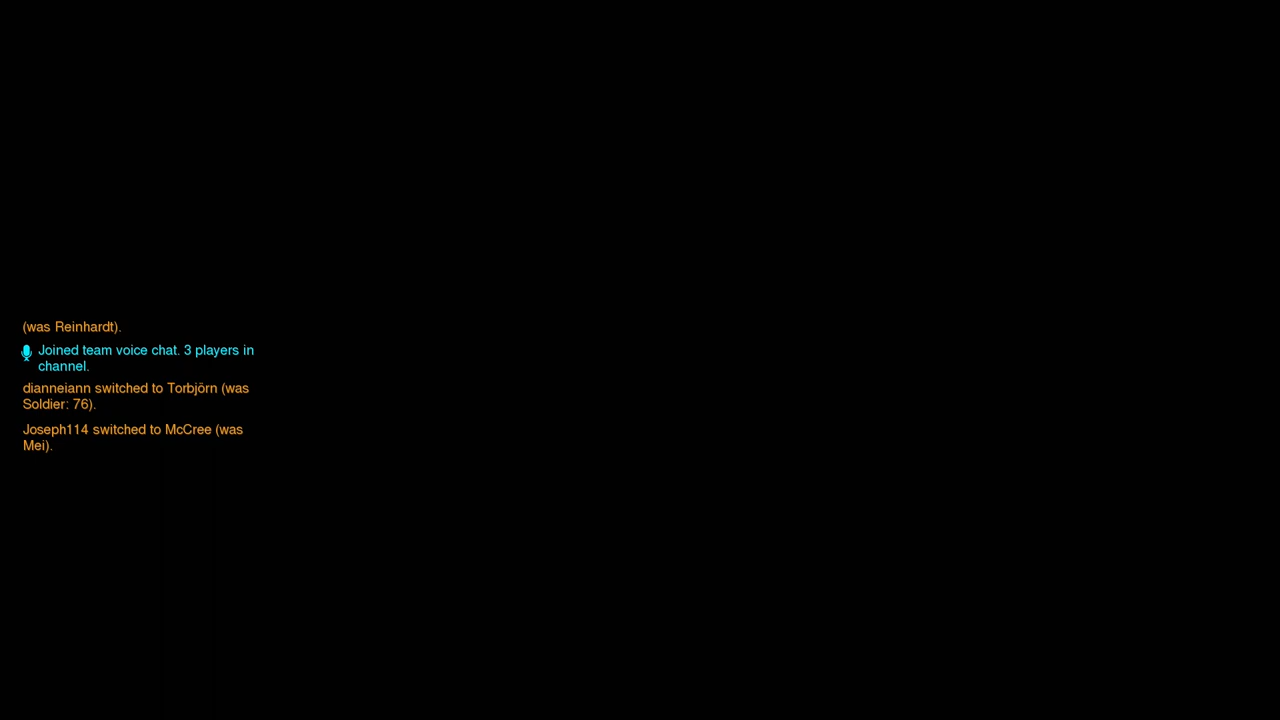 (was Reinhardt).
Joined team voice chat. 3 players in
channel.
dianneiann switched to Torbjörn (was
Soldier: 76).
Joseph114 switched to McCree (was
Mei).